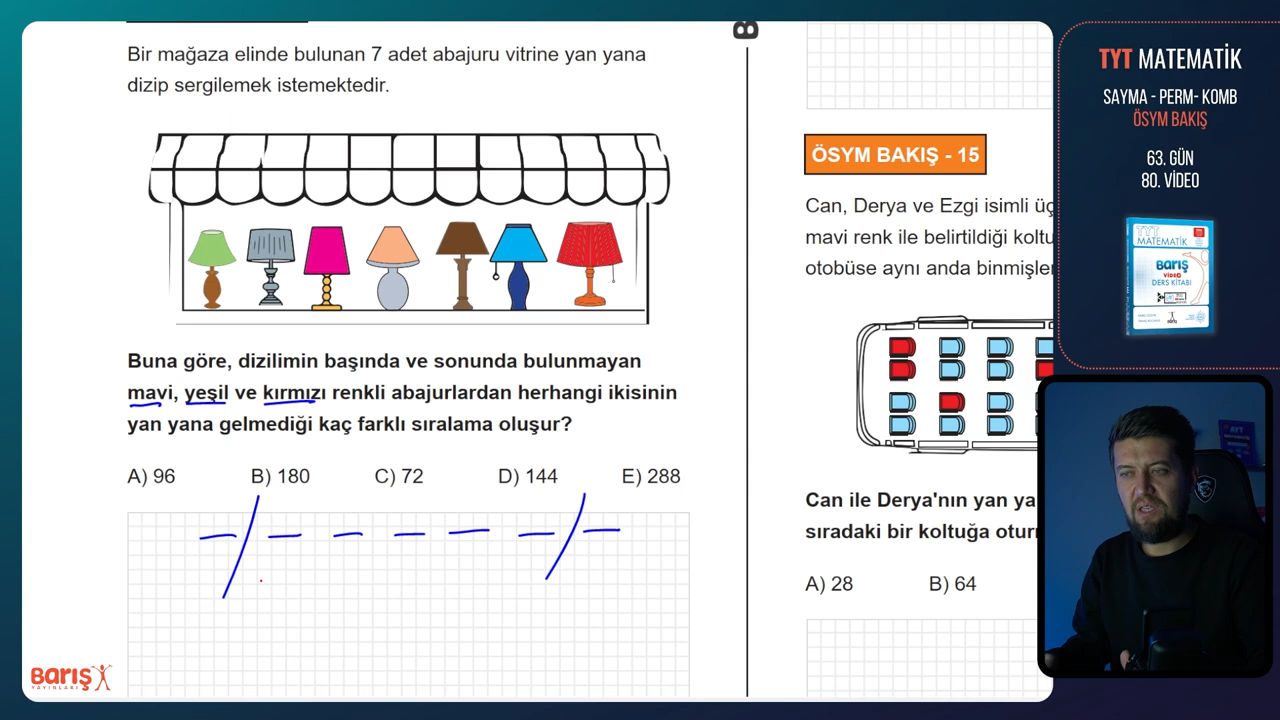 Bir mağaza elinde bulunan 7 adet abajuru vitrine yan yana
dizip sergilemek istemektedir.
Buna göre, dizilimin başında ve sonunda bulunmayan
mavi, yeşil ve kırmızı renkli abajurlardan herhangi ikisinin
yan yana gelmediği kaç farklı sıralama oluşur?
A) 96 B) 180 C) 72 D) 144 E) 288
BARIŞ
YAYINLARI
B
ÖSYM BAKIŞ - 15
Can, Derya ve Ezgi isimli üç
mavi renk ile belirtildiği koltu
otobüse aynı anda binmişler
Can ile Derya'nın yan ya
sıradaki bir koltuğa otur
A) 28 B) 64
TYT MATEMATİK
SAYMA - PERM- KOMB
ÖSYM BAKIŞ
63. GÜN
80. VİDEO
TYT
MATEMATİK
BARIŞ
VİDEO
DERS KİTABI